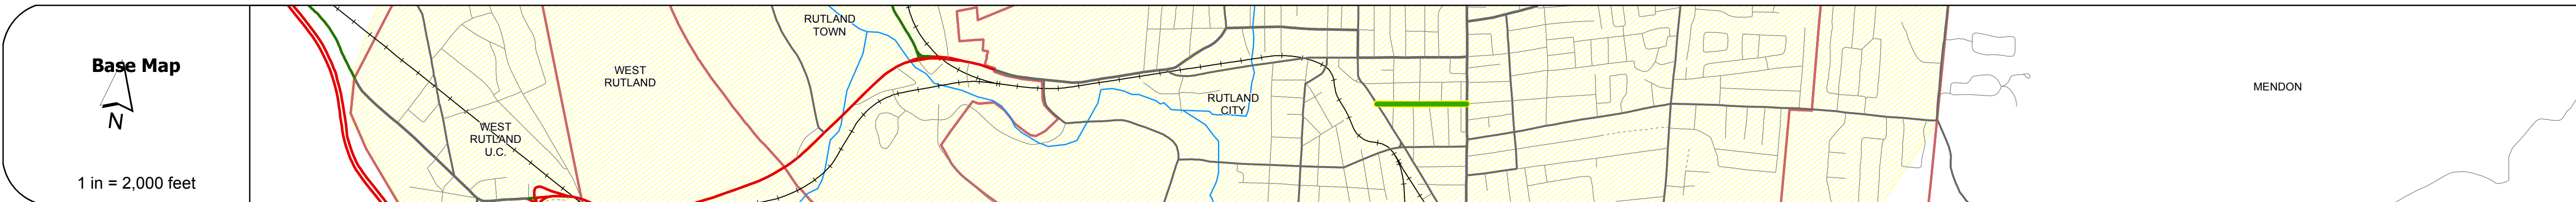 Base Map
N
1 in = 2,000 feet
WEST
RUTLAND
U.C.
WEST
RUTLAND
RUTLAND
TOWN
RUTLAND
CITY
MENDON